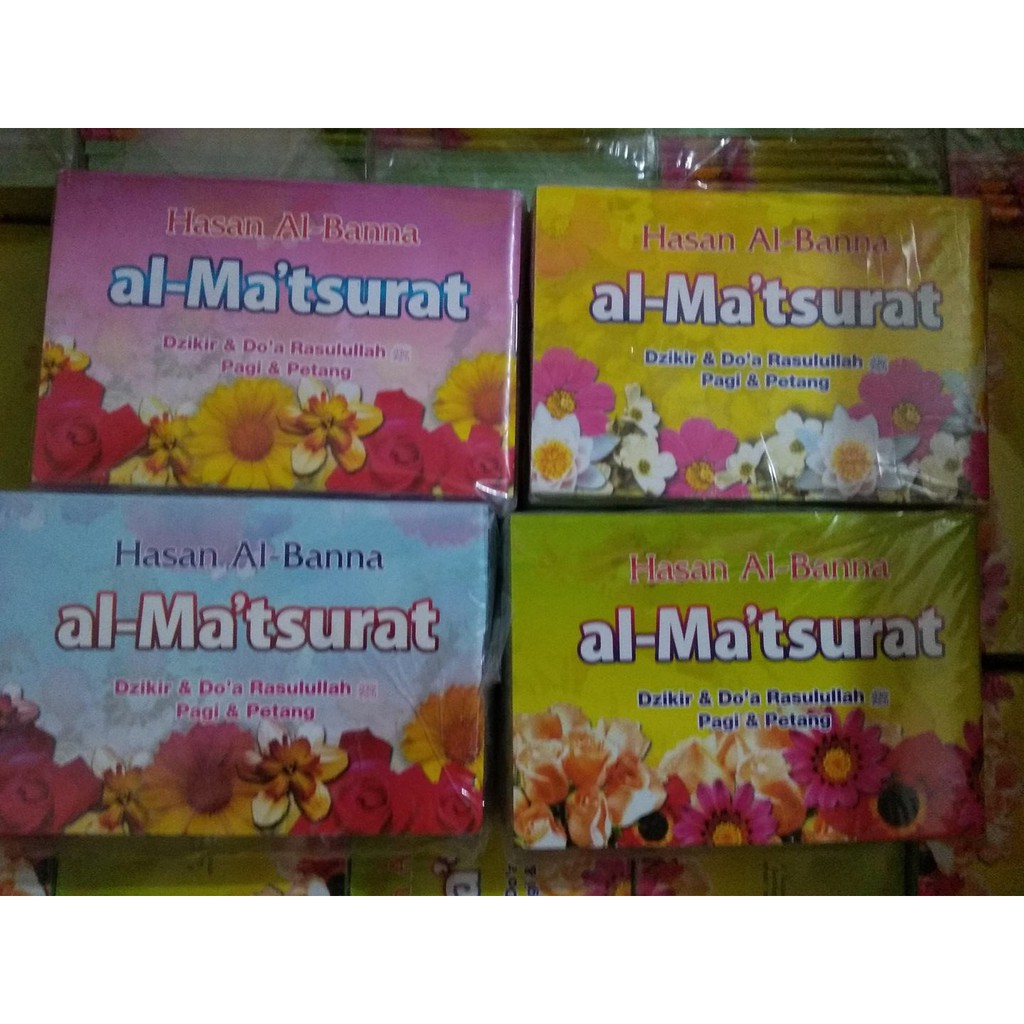 Hasan Al-Banna
al-Ma'tsurat
Dzikir & Do'a Rasulullah ﷺ
Pagi & Petang
Hasan Al-Banna
al-Ma'tsurat
Dzikir & Do'a Rasulullah ﷺ
Pagi & Petang
Hasan Al-Banna
al-Ma'tsurat
Dzikir & Do'a Rasulullah ﷺ
Pagi & Petang
Hasan Al-Banna
al-Ma'tsurat
Dzikir & Do'a Rasulullah ﷺ
Pagi & Petang